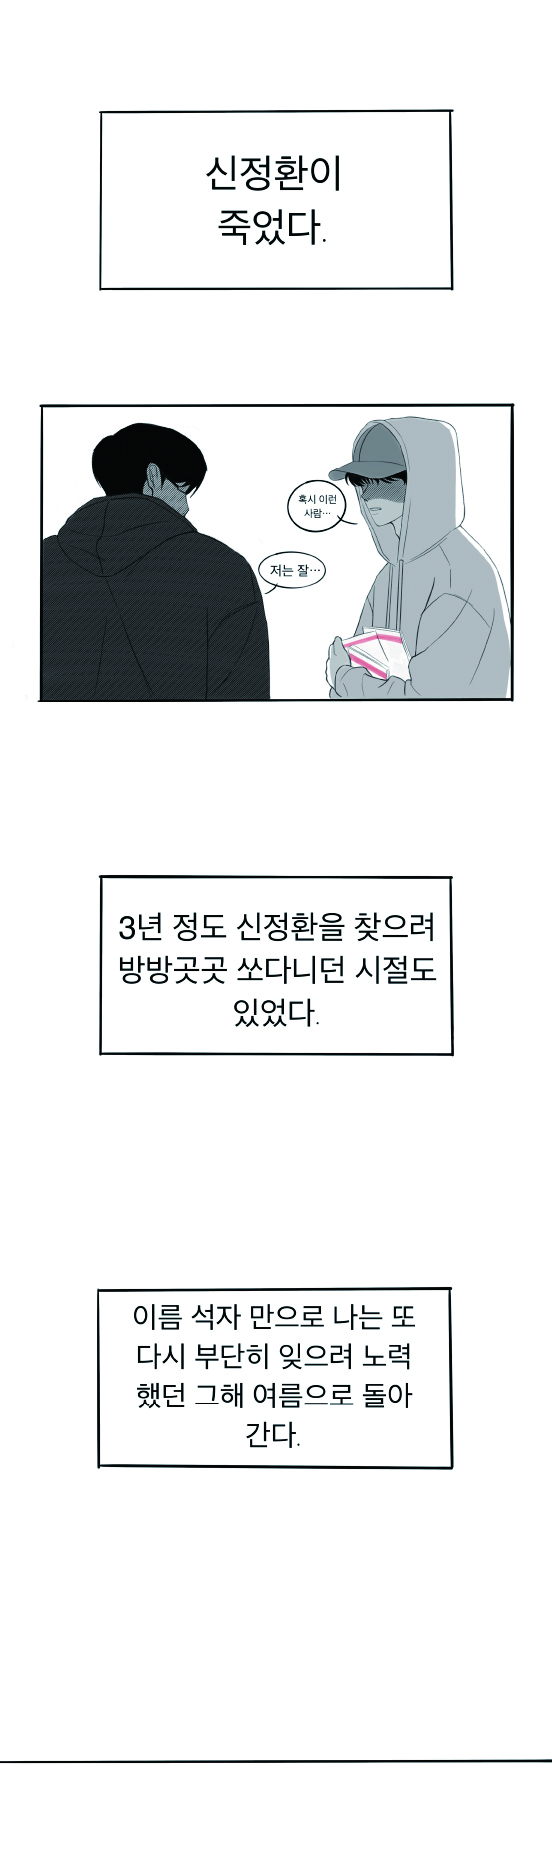 신정환이
죽었다.
혹시 이런
사람…
저는 잘…
3년 정도 신정환을 찾으려
방방곳곳 쏘다니던 시절도
있었다.
이름 석자 만으로 나는 또
다시 부단히 잊으려 노력
했던 그해 여름으로 돌아
간다.